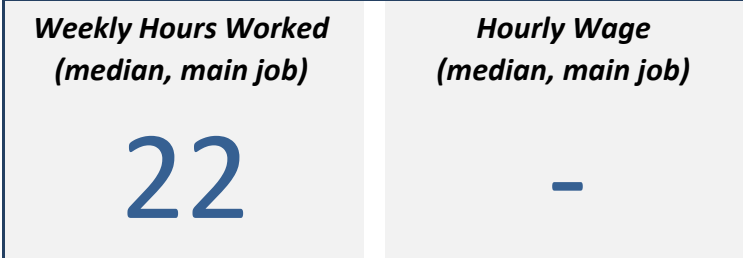 Weekly Hours Worked
(median, main job)
22
Hourly Wage
(median, main job)
-